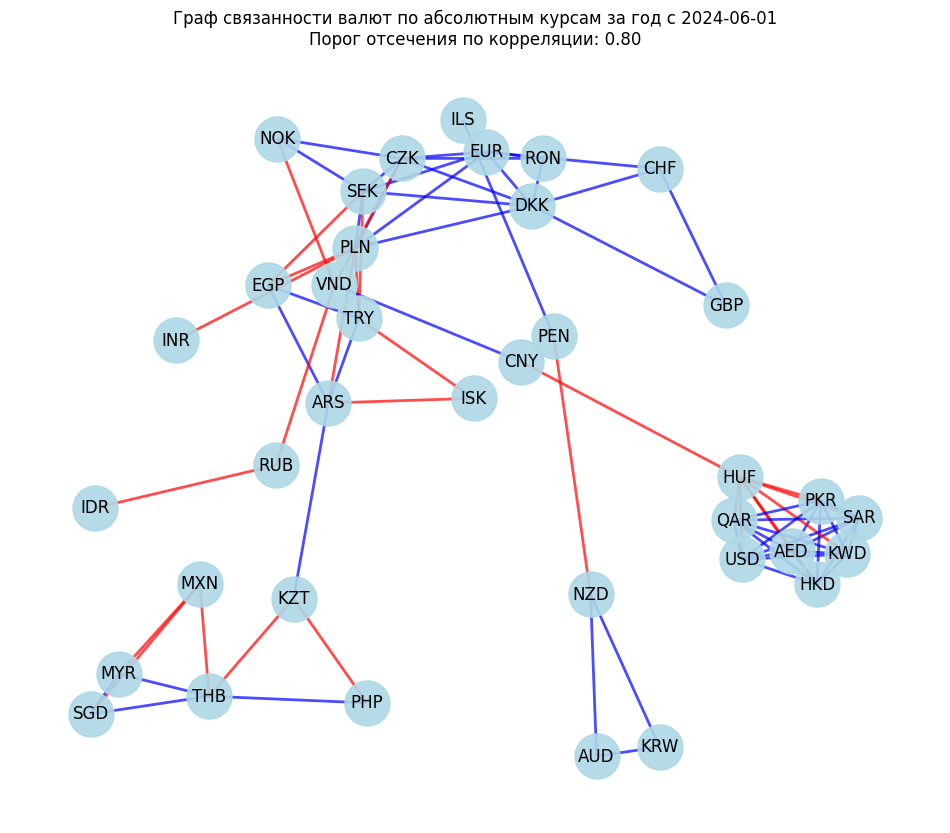 Граф связанности валют по абсолютным курсам за год с 2024-06-01
Порог отсечения по корреляции: 0.80
ILS
NOK
CZK
EUR
RON
CHF
SEK
DKK
PLN
EGP
VND
GBP
TRY
INR
PEN
CNY
ARS
ISK
RUB
HUF
IDR
PKR
QAR
SAR
AED
KWD
USD
HKD
MXN
KZT
NZD
MYR
THB
PHP
SGD
AUD
KRW